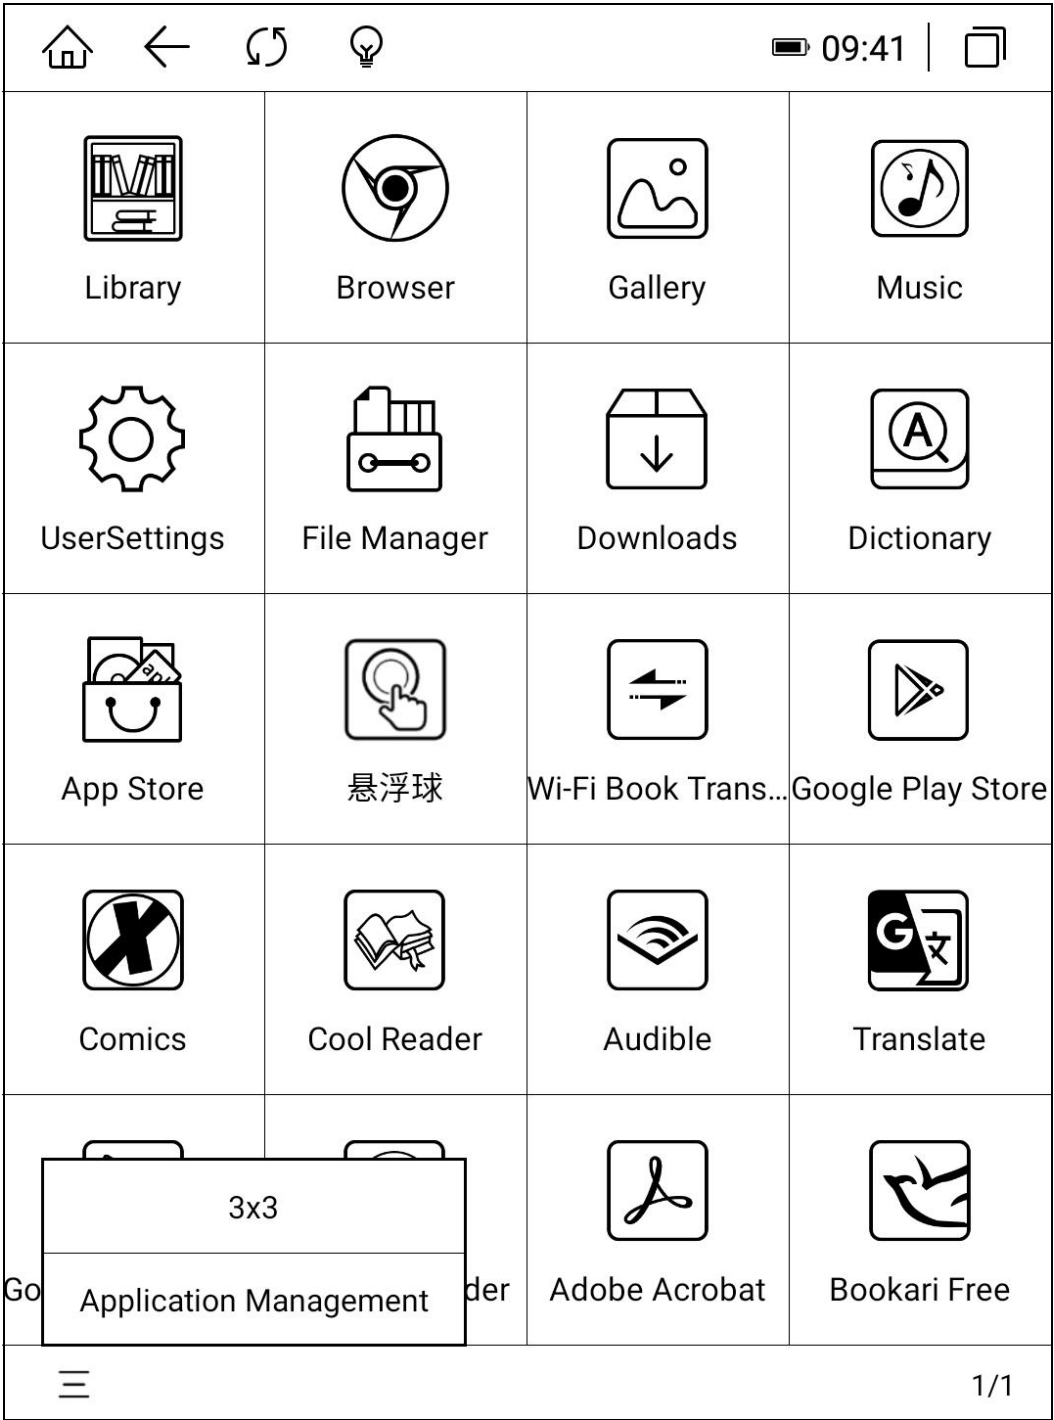 09:41
Library
Browser
Gallery
Music
UserSettings
File Manager
Downloads
Dictionary
A
apk
App Store
悬浮球
Wi-Fi Book Trans...
Google Play Store
G
文
Comics
Cool Reader
Audible
Translate
3x3
Go
Application Management
der
Adobe Acrobat
Bookari Free
1/1